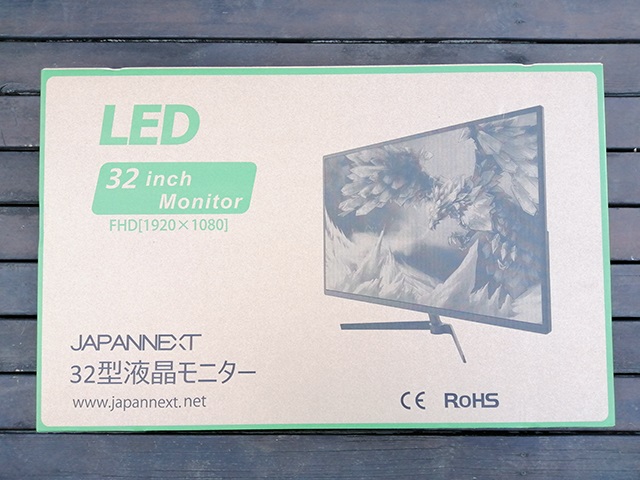 LED
32 inch
Monitor
FHD[1920×1080]
JAPANNEXT
32型液晶モニター
www.japannext.net
CE RoHS